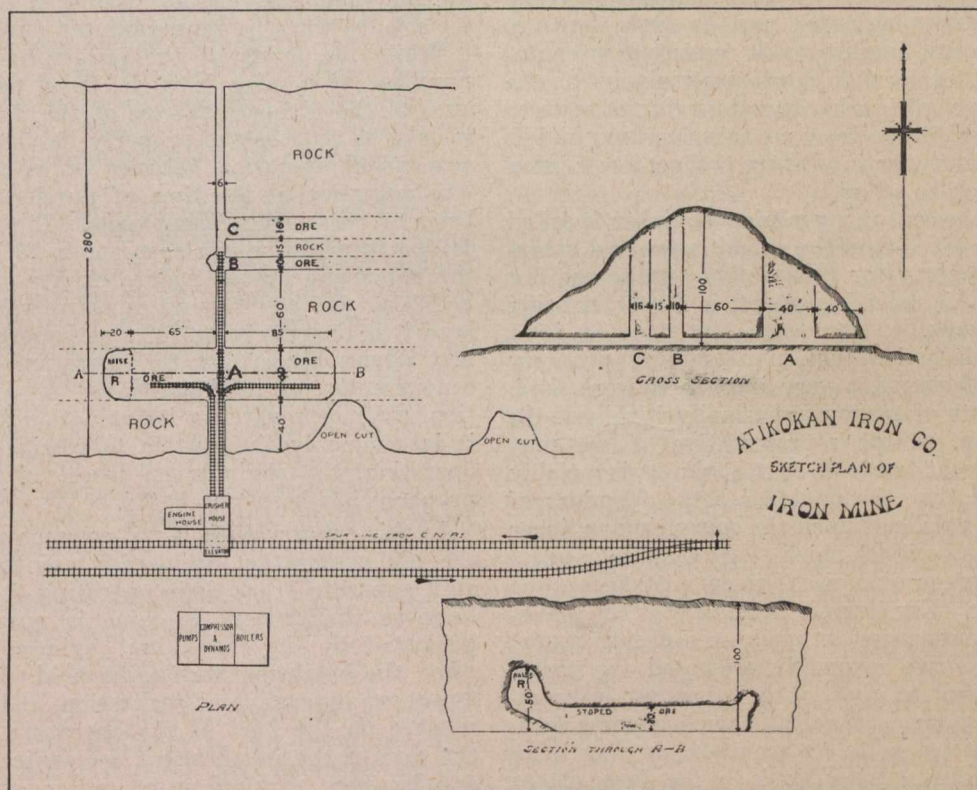 ROCK
6
C
16
ORE
15
ROCK
B
10
ORE
280
60
ROCK
20
65'
85'
RAISE
R
ORE
A
A
ORE
B
ROCK
40
OPEN CUT
OPEN CUT
ENGINE HOUSE
CRUSHER HOUSE
ELEVATOR
SPUR LINE FROM C N RY
PUMPS
COMPRESSOR & DYNAMOS
BOILERS
PLAN
100
16'
15'
10
60'
40'
40'
R
C
B
A
CROSS SECTION
ATIKOKAN IRON CO.
SKETCH PLAN OF
IRON MINE
RAISE
R
50
STOPED
20
ORE
100
SECTION THROUGH A-B